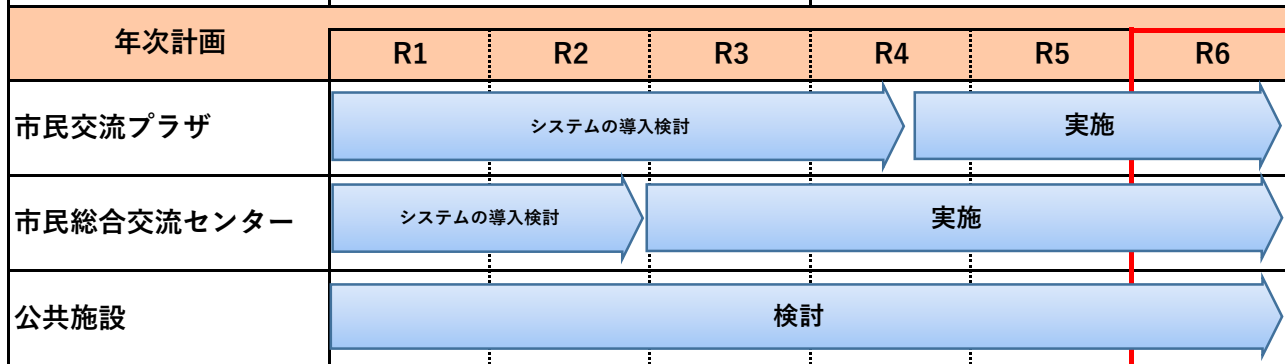 年次計画
R1 R2 R3 R4 R5 R6
市民交流プラザ
システムの導入検討 実施
市民総合交流センター
システムの導入検討 実施
公共施設
検討